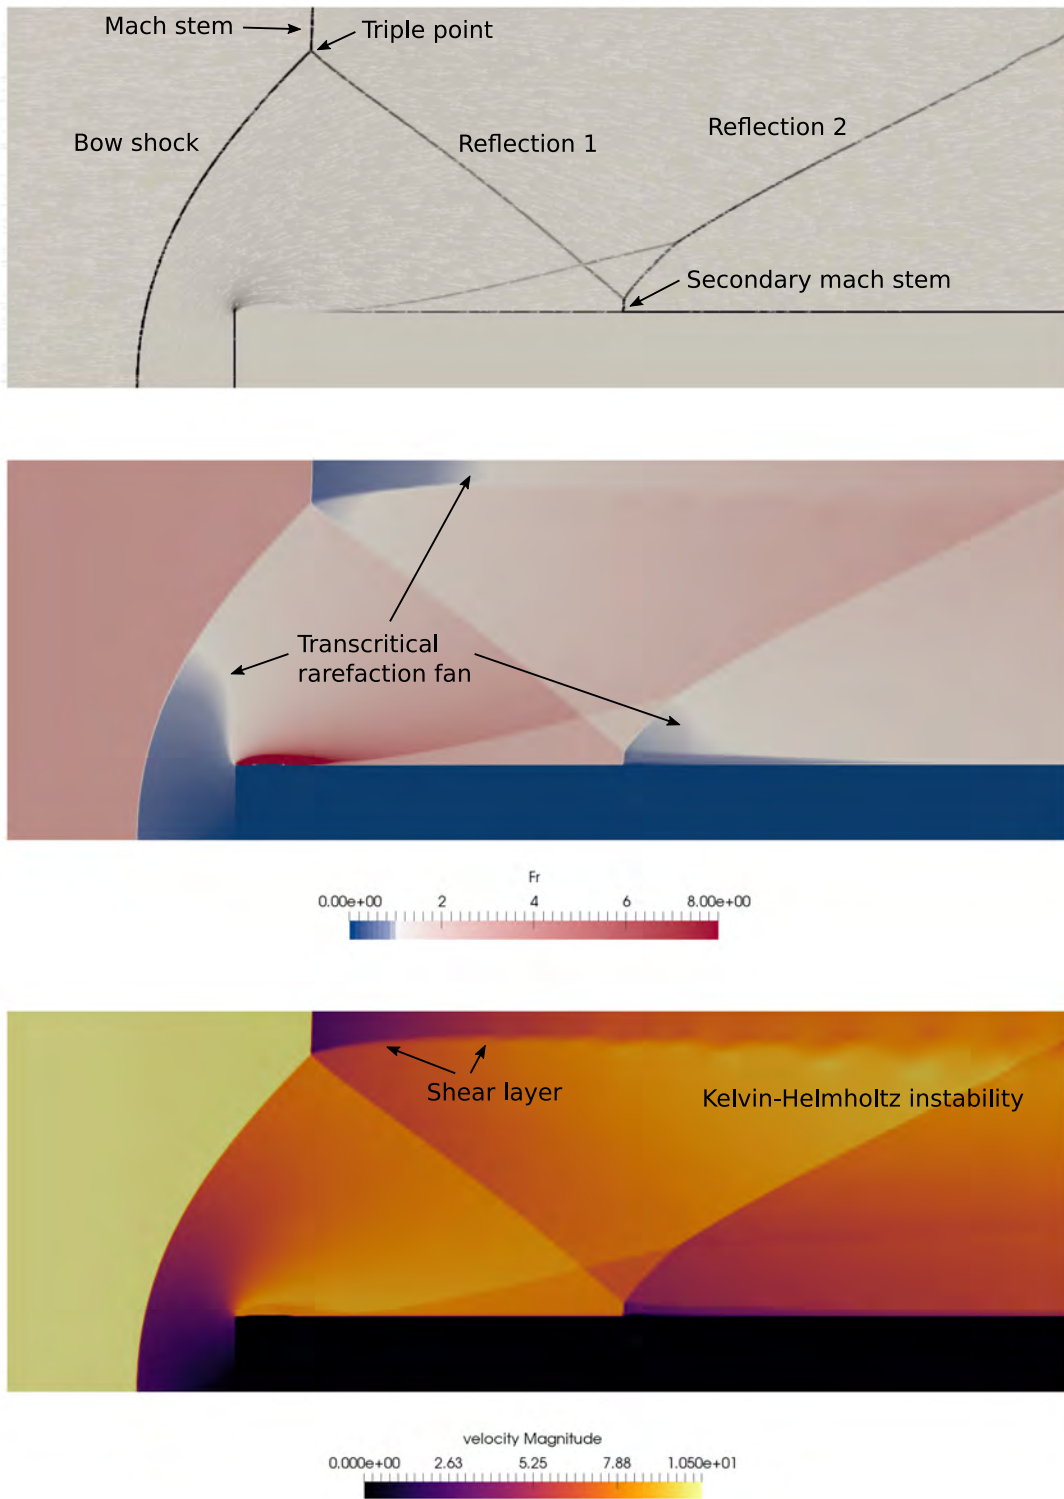 Mach stem
Triple point
Bow shock
Reflection 1
Reflection 2
Secondary mach stem
Transcritical
rarefaction fan
Fr
0.00e+00 2 4 6 8.00e+00
Shear layer
Kelvin-Helmholtz instability
velocity Magnitude
0.000e+00 2.63 5.25 7.88 1.050e+01